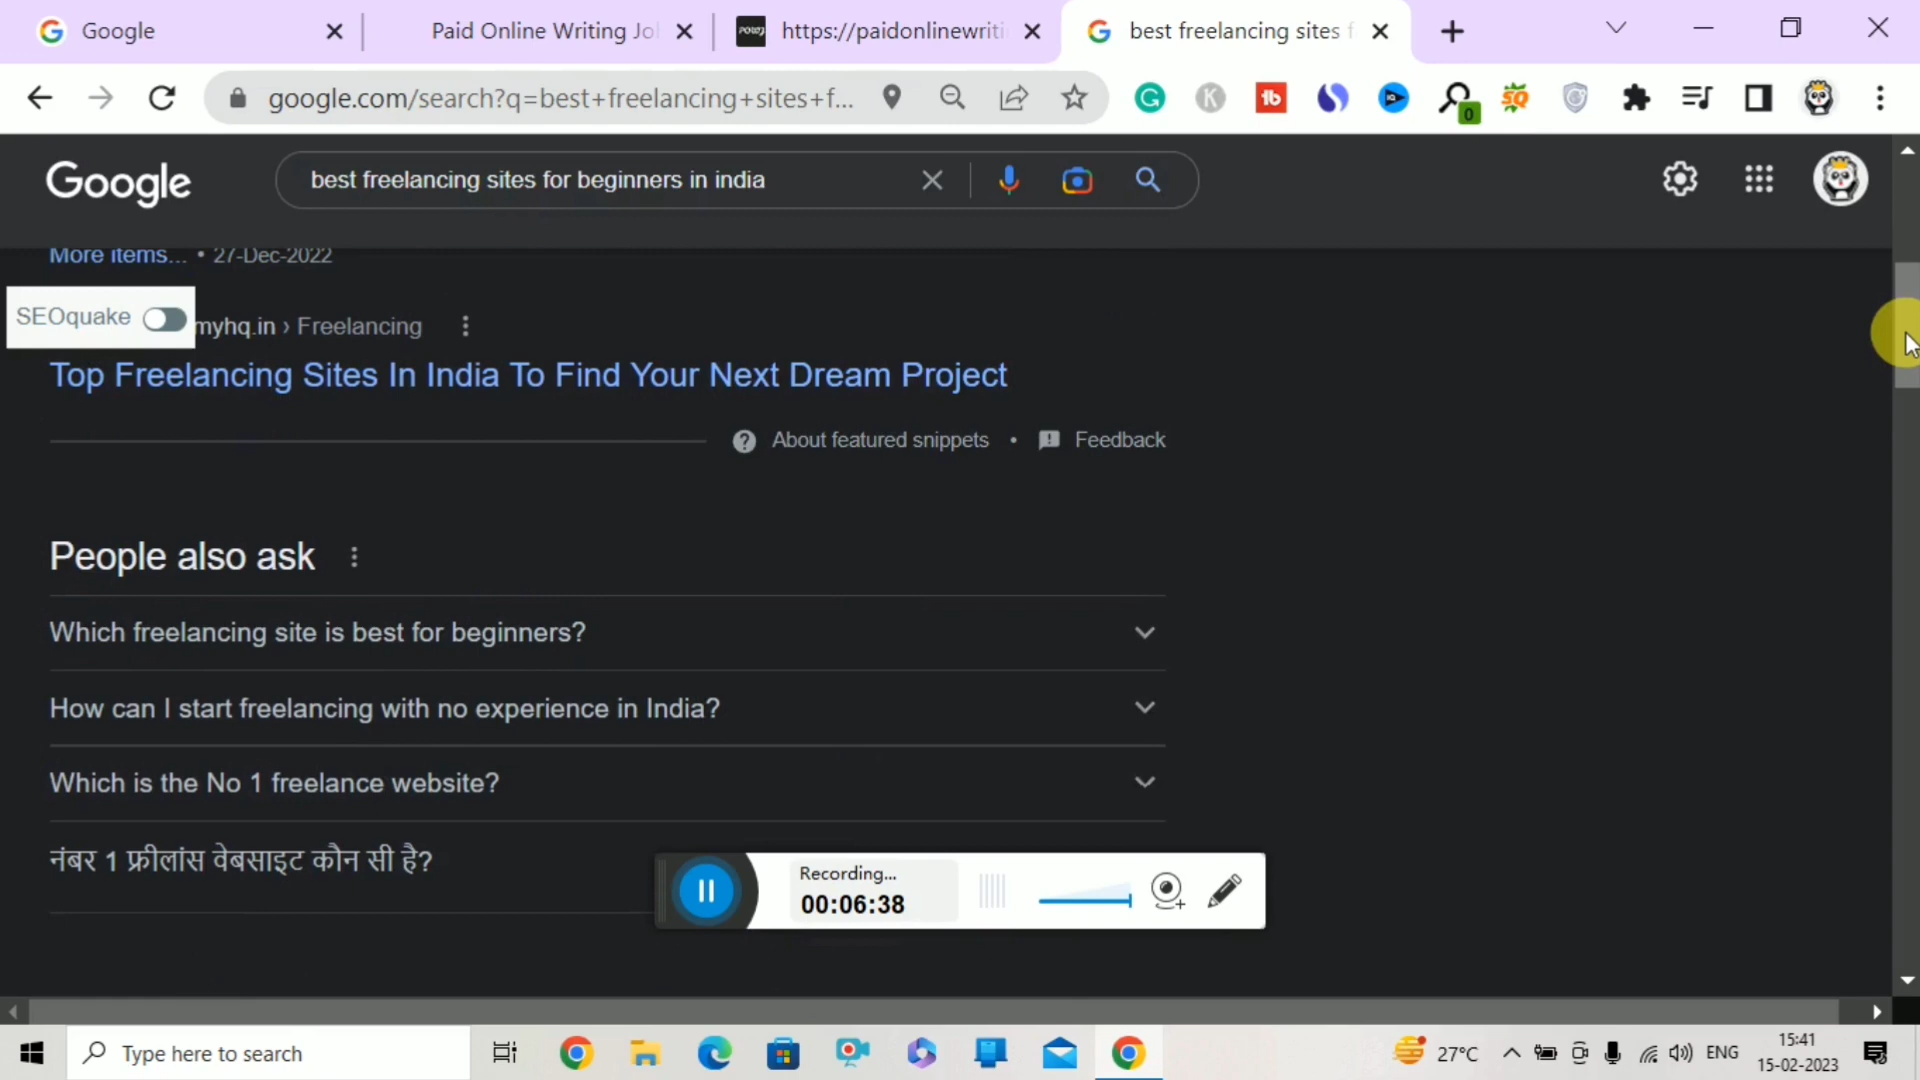 Google
Paid Online Writing Jo
https://paidonlinewriti
best freelancing sites f
google.com/search?q=best+freelancing+sites+f...
0
Google
best freelancing sites for beginners in india
More items... • 27-Dec-2022
SEOquake
myhq.in › Freelancing
Top Freelancing Sites In India To Find Your Next Dream Project
About featured snippets • Feedback
People also ask
Which freelancing site is best for beginners?
How can I start freelancing with no experience in India?
Which is the No 1 freelance website?
नंबर 1 फ्रीलांस वेबसाइट कौन सी है?
Recording...
00:06:38
Type here to search
27°C
ENG
15:41
15-02-2023